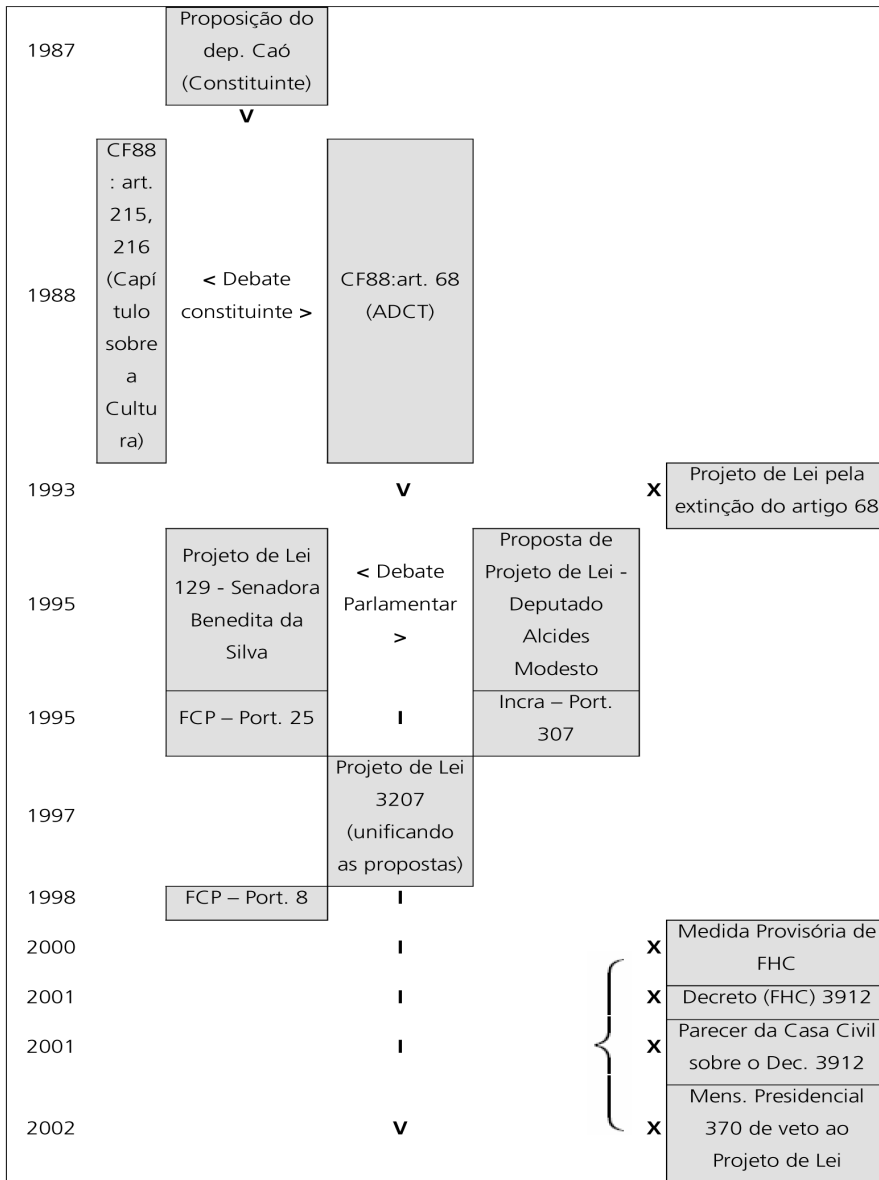 1987
Proposição do
dep. Caó
(Constituinte)
V
1988
CF88
: art.
215,
216
(Capí
tulo
sobre
a
Cultu
ra)
< Debate
constituinte >
CF88:art. 68
(ADCT)
1993
V
X
Projeto de Lei pela
extinção do artigo 68
1995
Projeto de Lei
129 - Senadora
Benedita da
Silva
< Debate
Parlamentar
>
Proposta de
Projeto de Lei -
Deputado
Alcides
Modesto
1995
FCP – Port. 25
I
Incra – Port.
307
1997
Projeto de Lei
3207
(unificando
as propostas)
1998
FCP – Port. 8
I
2000
I
X
Medida Provisória de
FHC
2001
I
X
Decreto (FHC) 3912
2001
I
X
Parecer da Casa Civil
sobre o Dec. 3912
2002
V
X
Mens. Presidencial
370 de veto ao
Projeto de Lei